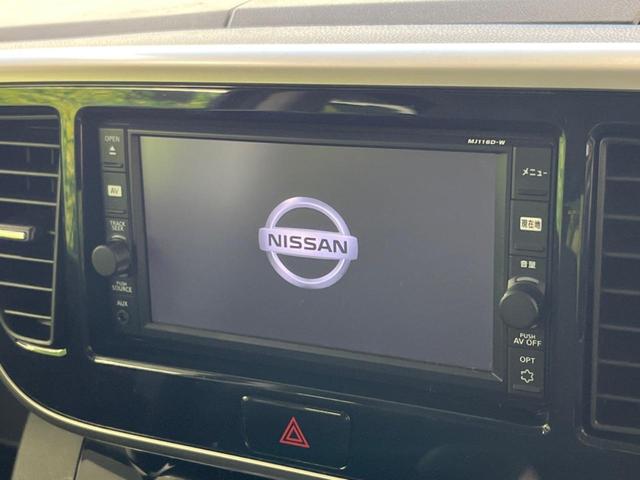 MJ116D-W
OPEN
AV
TRACK
SEEK
PUSH
SOURCE
AUX
NISSAN
メニュー
現在地
音量
PUSH
AV OFF
OPT